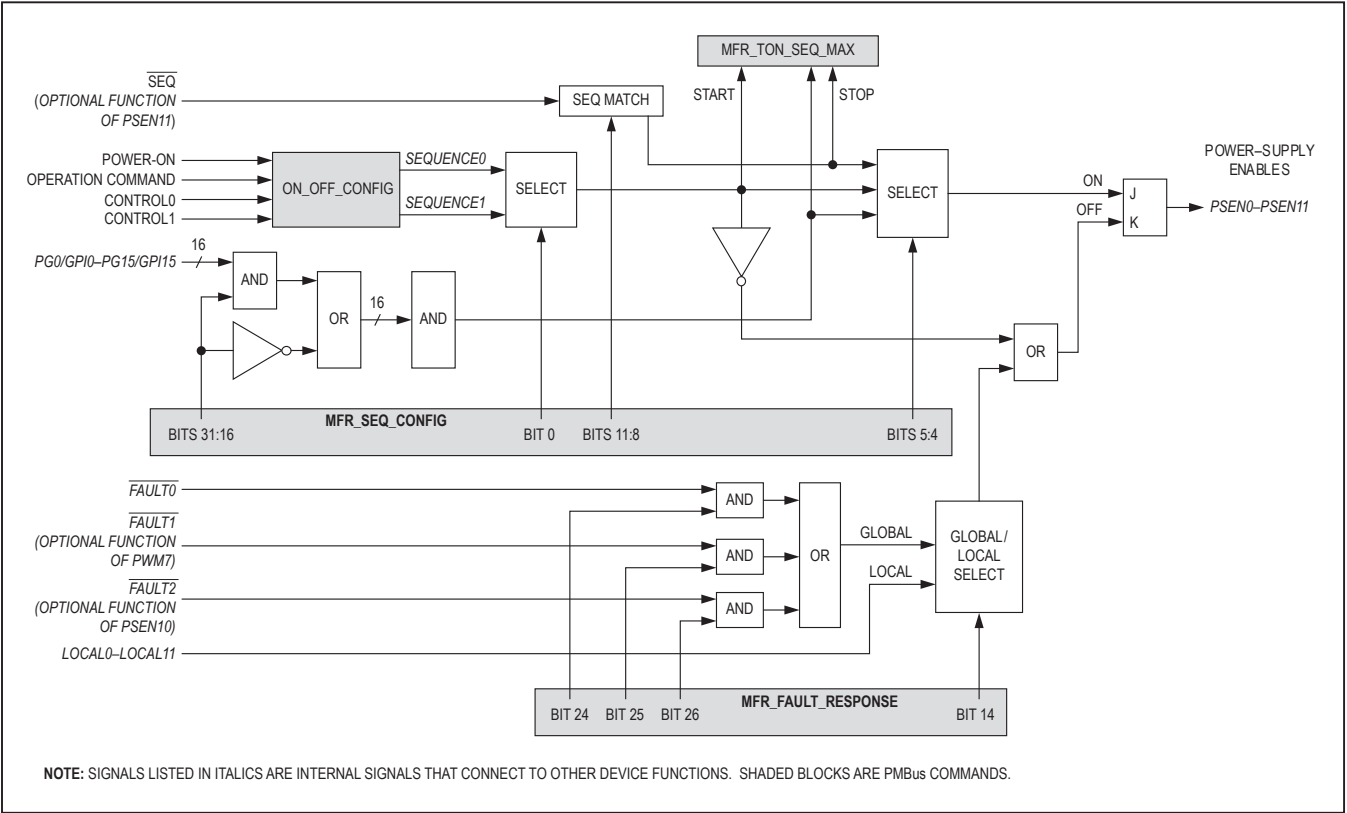 MFR_TON_SEQ_MAX
SEQ
(OPTIONAL FUNCTION
OF PSEN11)
SEQ MATCH
START
STOP
POWER-ON
OPERATION COMMAND
CONTROL0
CONTROL1
ON_OFF_CONFIG
SEQUENCE0
SEQUENCE1
SELECT
SELECT
POWER–SUPPLY
ENABLES
ON
OFF
J
K
PSEN0–PSEN11
16
PG0/GPI0–PG15/GPI15
AND
OR
16
AND
OR
MFR_SEQ_CONFIG
BITS 31:16
BIT 0
BITS 11:8
BITS 5:4
FAULT0
FAULT1
(OPTIONAL FUNCTION
OF PWM7)
FAULT2
(OPTIONAL FUNCTION
OF PSEN10)
LOCAL0–LOCAL11
AND
AND
AND
OR
GLOBAL
LOCAL
GLOBAL/
LOCAL
SELECT
MFR_FAULT_RESPONSE
BIT 24
BIT 25
BIT 26
BIT 14
NOTE: SIGNALS LISTED IN ITALICS ARE INTERNAL SIGNALS THAT CONNECT TO OTHER DEVICE FUNCTIONS. SHADED BLOCKS ARE PMBus COMMANDS.